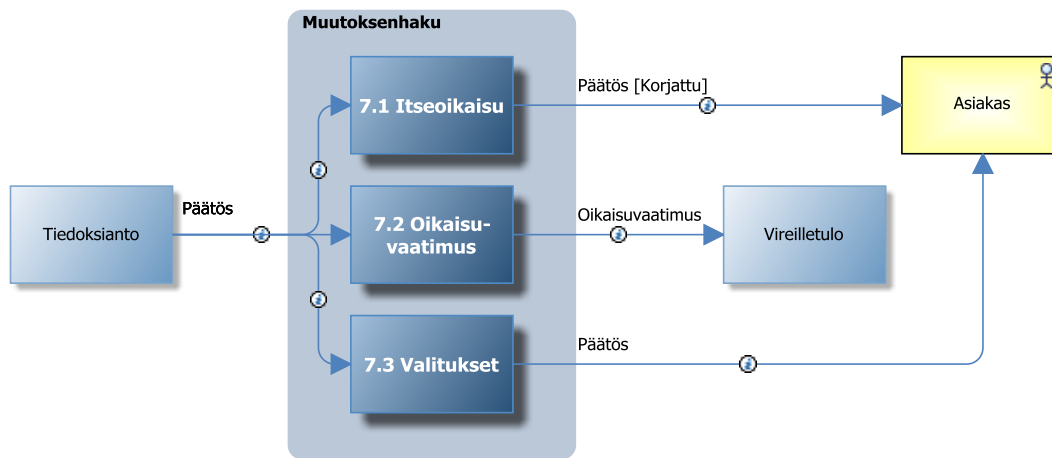 Muutoksenhaku
7.1 Itseoikaisu
Päätös [Korjattu]
Asiakas
Tiedoksianto
Päätös
7.2 Oikaisu-
vaatimus
Oikaisuvaatimus
Vireilletulo
7.3 Valitukset
Päätös